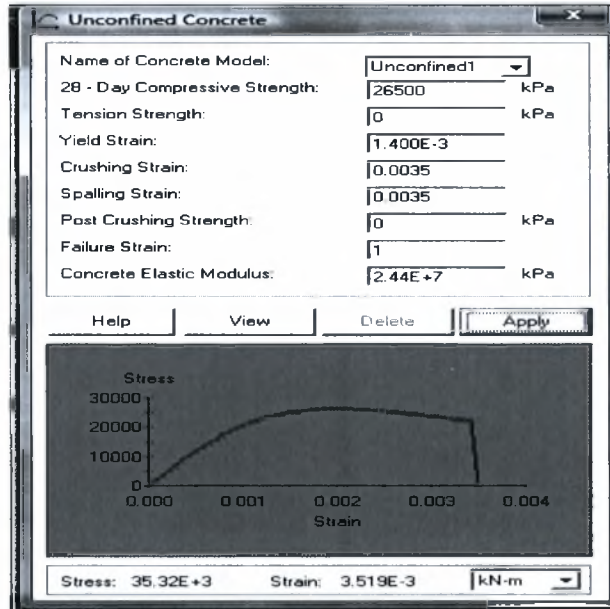 Unconfined Concrete
Name of Concrete Model: Unconfined1
28 - Day Compressive Strength: 26500 kPa
Tension Strength: 0 kPa
Yield Strain: 1.400E-3
Crushing Strain: 0.0035
Spalling Strain: 0.0035
Post Crushing Strength: 0 kPa
Failure Strain: 1
Concrete Elastic Modulus: 2.44E+7 kPa
Help View Delete Apply
Stress
30000
20000
10000
0
0.000 0.001 0.002 0.003 0.004
Strain
Stress: 35.32E+3 Strain: 3.519E-3 kN-m